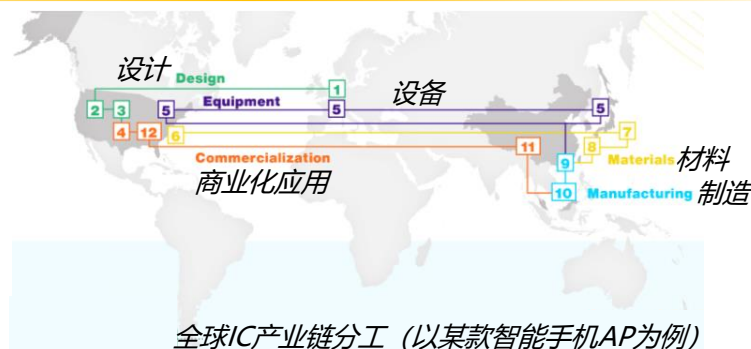 设计 Design
1
2 3 5 Equipment 5 设备 5
4 12 6 7
Commercialization 11 8
商业化应用 9 Materials 材料
10 Manufacturing 制造
全球IC产业链分工（以某款智能手机AP为例）